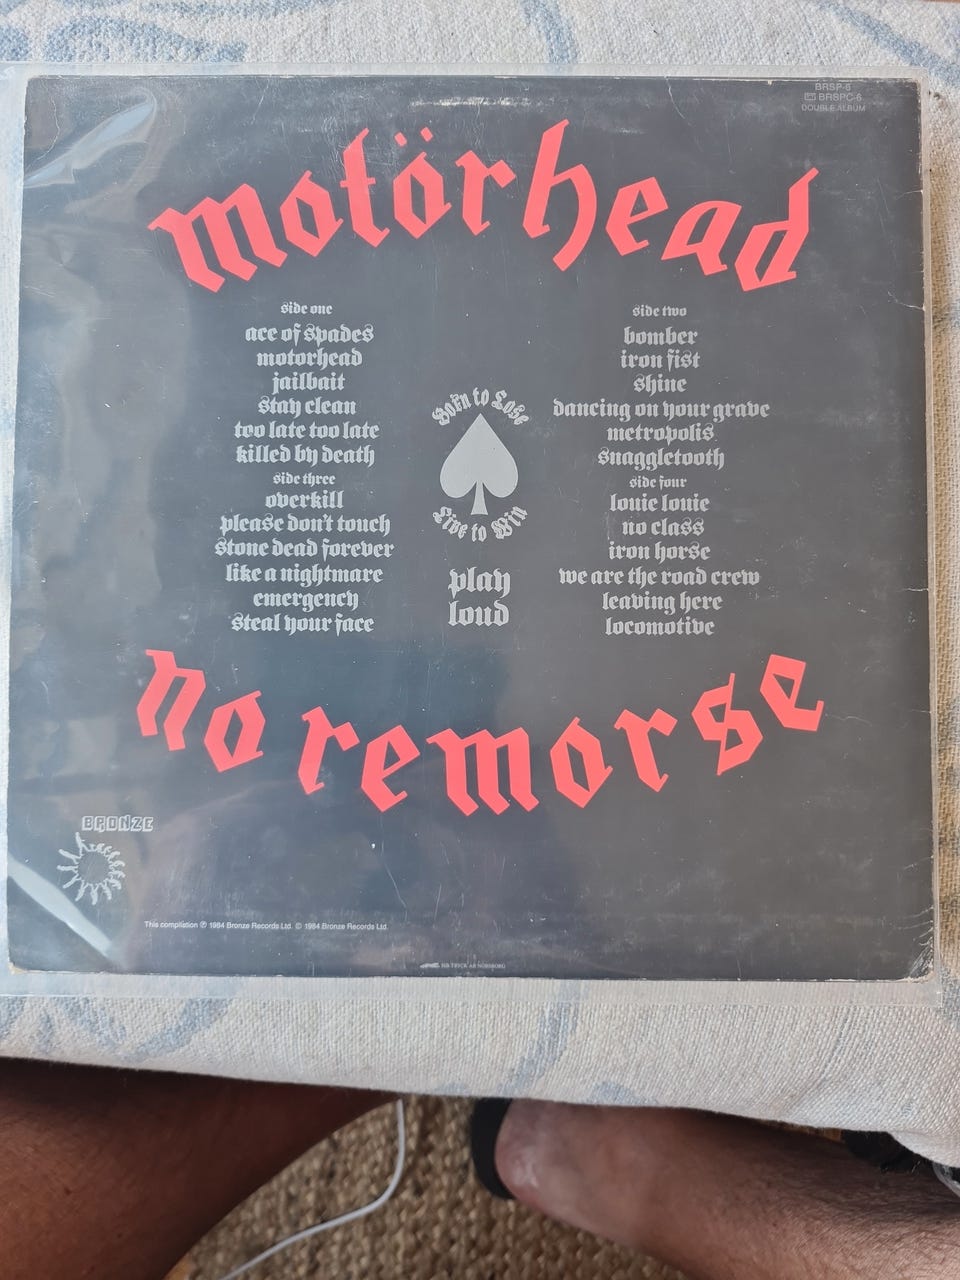 BRSP-6
BRSPC-6
DOUBLE ALBUM
motörhead
side one
ace of spades
motorhead
jailbait
stay clean
too late too late
killed by death
side three
overkill
please don't touch
stone dead forever
like a nightmare
emergency
steal your face
Born to Lose
Live to Win
play
loud
side two
bomber
iron fist
shine
dancing on your grave
metropolis
snaggletooth
side four
louie louie
no class
iron horse
we are the road crew
leaving here
locomotive
no remorse
BRONZE
This compilation ℗ 1984 Bronze Records Ltd. © 1984 Bronze Records Ltd.
TRYCK AB NORSBORG